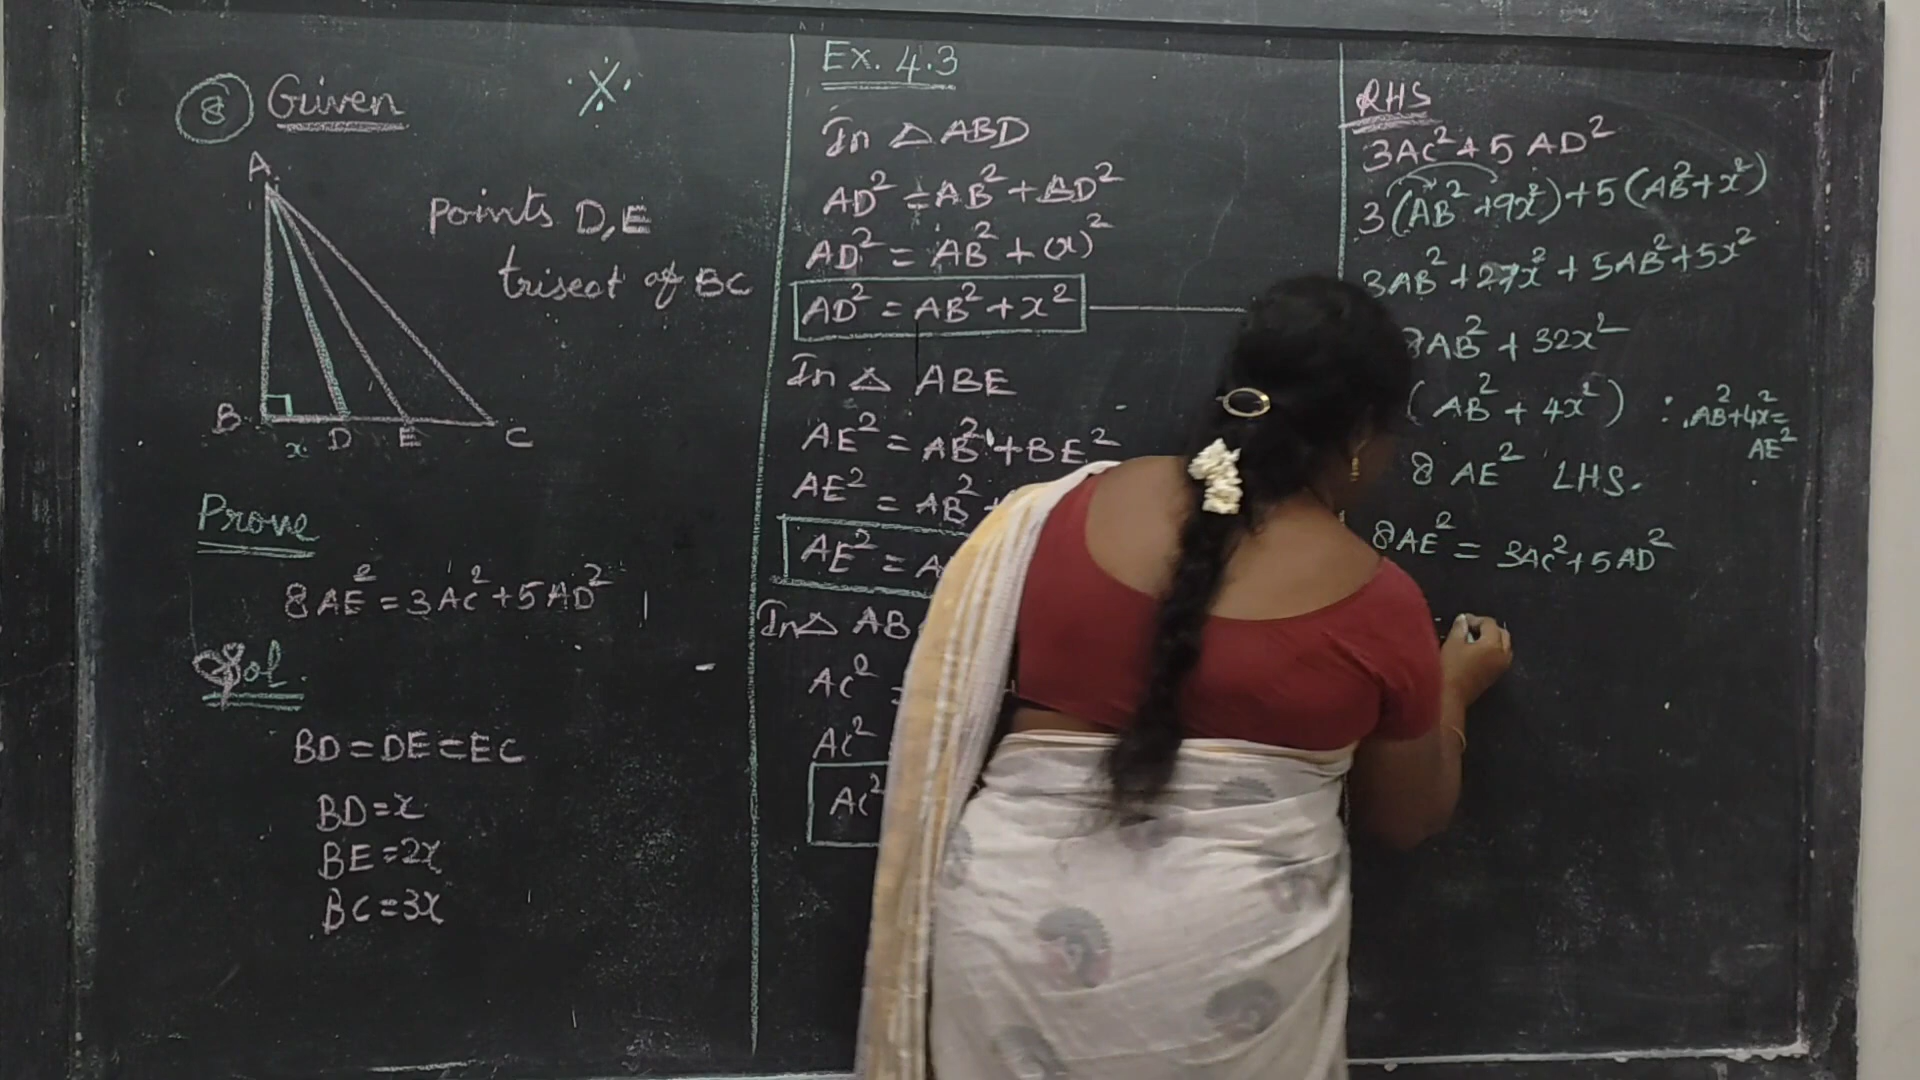 8 Given
X
A
points D,E
trisect of BC
B x D E C
Prove
8AE² = 3AC² + 5AD²
Sol.
BD = DE = EC
BD = x
BE = 2x
BC = 3x
Ex. 4.3
In △ ABD
AD² = AB² + BD²
AD² = AB² + (x)²
AD² = AB² + x²
In △ ABE
AE² = AB² + BE²
AE² = AB²
AE² =
In △ AB
AC²
AC²
AC²
RHS
3AC² + 5 AD²
3(AB² + 9x²) + 5(AB² + x²)
3AB² + 27x² + 5AB² + 5x²
8AB² + 32x²
(AB² + 4x²) ∴ AB² + 4x² =
AE²
8 AE² LHS.
8AE² = 3AC² + 5AD²